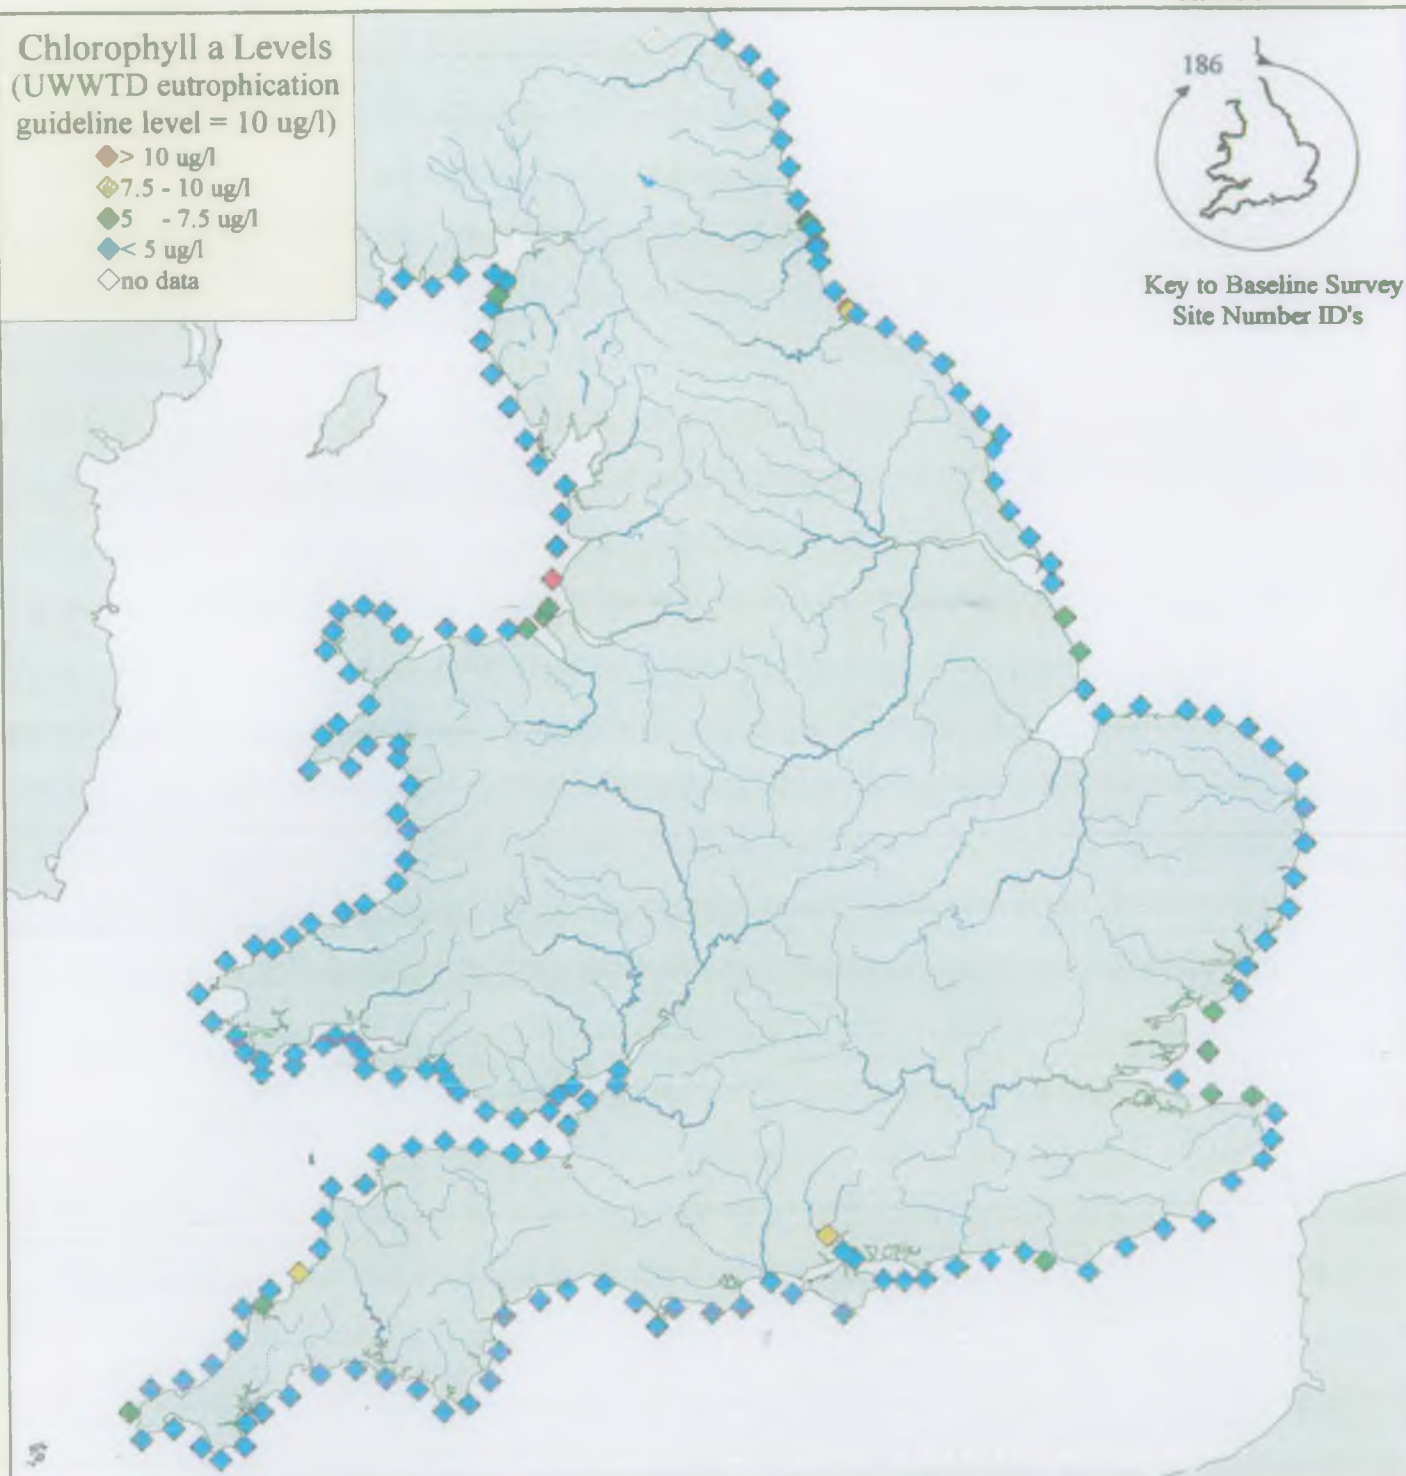 Chlorophyll a Levels
(UWWTD eutrophication
guideline level = 10 ug/l)
> 10 ug/l
7.5 - 10 ug/l
5 - 7.5 ug/l
< 5 ug/l
no data
186
Key to Baseline Survey
Site Number ID's